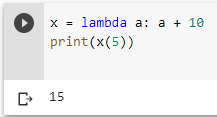 x = lambda a: a + 10
print(x(5))
15